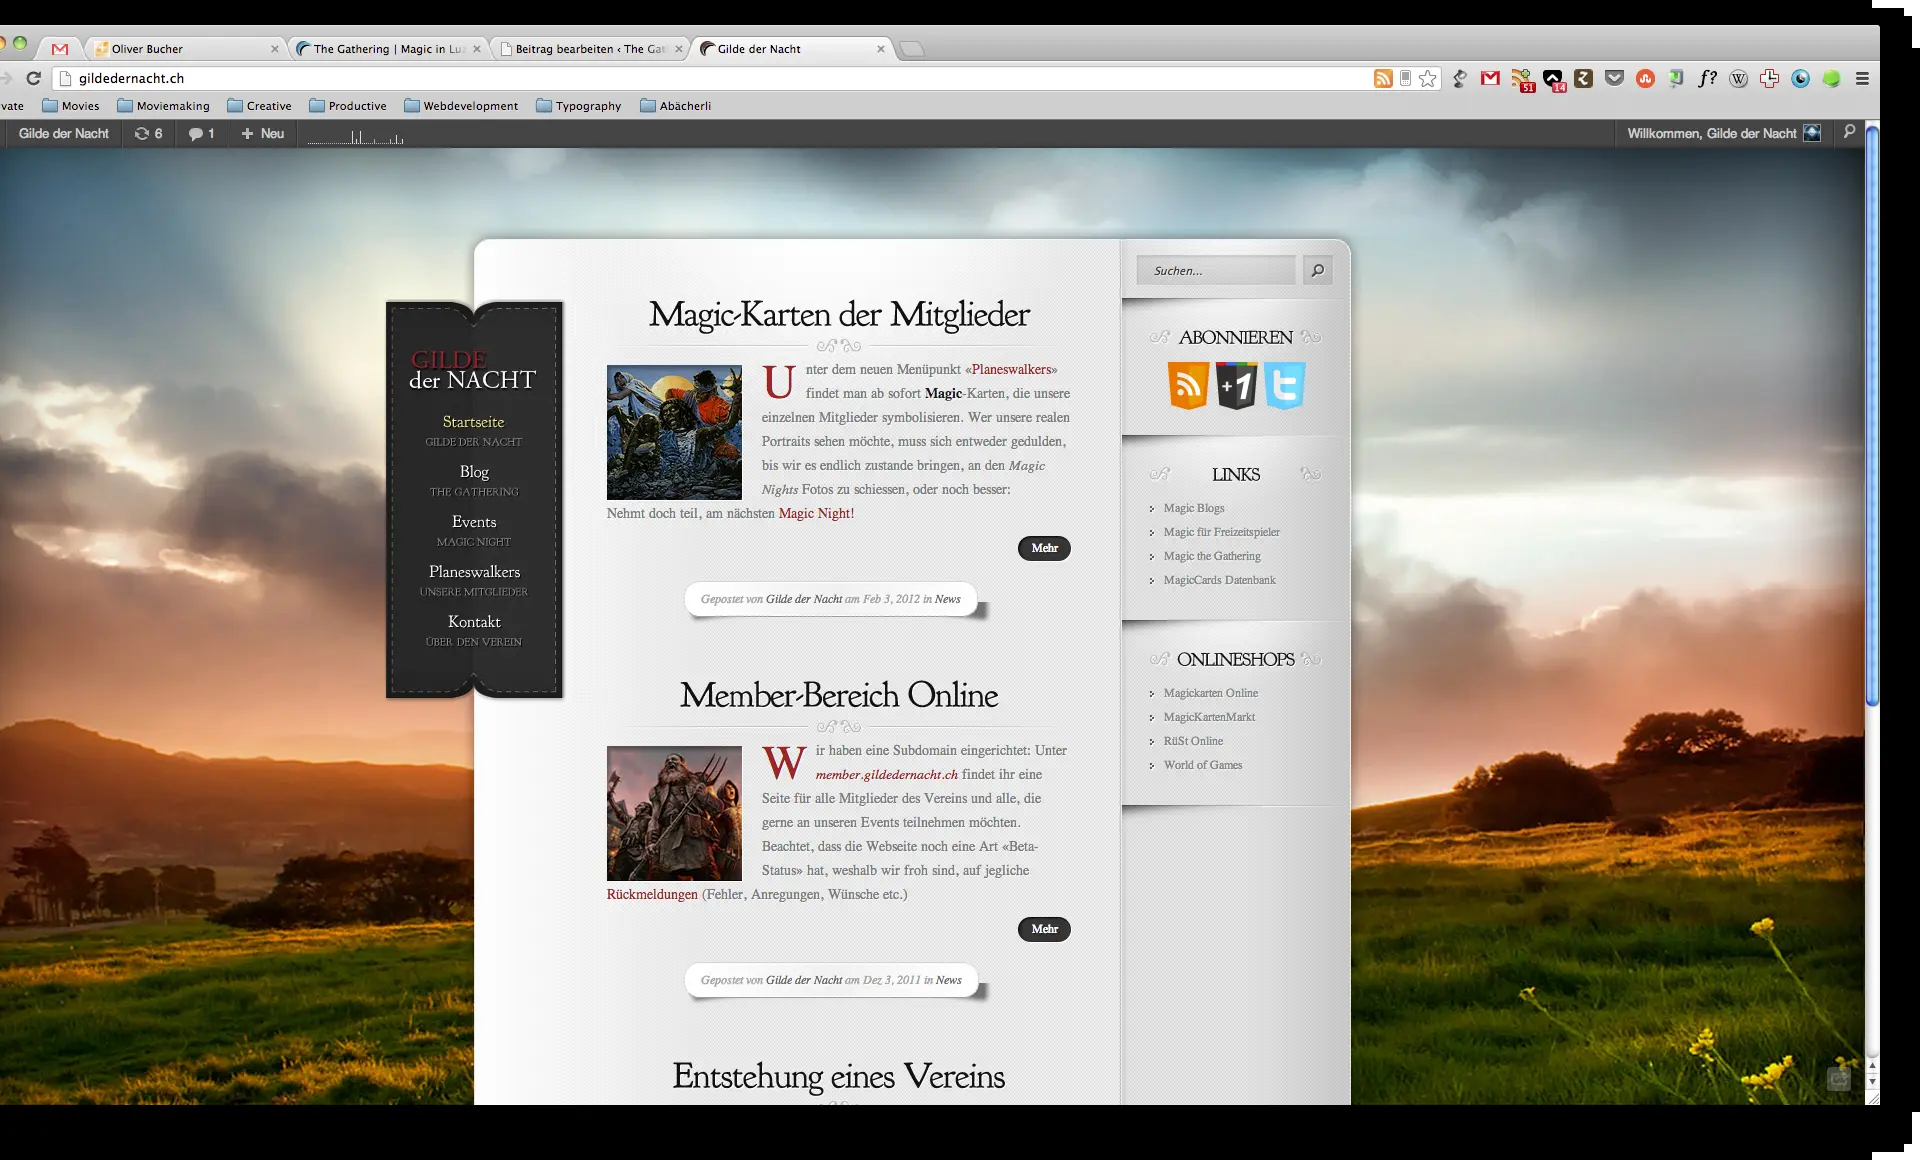 Oliver Bucher
The Gathering | Magic in Lu
Beitrag bearbeiten ‹ The Gat
Gilde der Nacht
gildedernacht.ch
51
14
f?
W
vate
Movies
Moviemaking
Creative
Productive
Webdevelopment
Typography
Abächerli
Gilde der Nacht
6
1
+ Neu
Willkommen, Gilde der Nacht
GILDE
der NACHT
Startseite
GILDE DER NACHT
Blog
THE GATHERING
Events
MAGIC NIGHT
Planeswalkers
UNSERE MITGLIEDER
Kontakt
ÜBER DEN VEREIN
Magic-Karten der Mitglieder
Unter dem neuen Menüpunkt «Planeswalkers»
findet man ab sofort Magic-Karten, die unsere
einzelnen Mitglieder symbolisieren. Wer unsere realen
Portraits sehen möchte, muss sich entweder gedulden,
bis wir es endlich zustande bringen, an den Magic
Nights Fotos zu schiessen, oder noch besser:
Nehmt doch teil, am nächsten Magic Night!
Mehr
Gepostet von Gilde der Nacht am Feb 3, 2012 in News
Member-Bereich Online
Wir haben eine Subdomain eingerichtet: Unter
member.gildedernacht.ch findet ihr eine
Seite für alle Mitglieder des Vereins und alle, die
gerne an unseren Events teilnehmen möchten.
Beachtet, dass die Webseite noch eine Art «Beta-
Status» hat, weshalb wir froh sind, auf jegliche
Rückmeldungen (Fehler, Anregungen, Wünsche etc.)
Mehr
Gepostet von Gilde der Nacht am Dez 3, 2011 in News
Entstehung eines Vereins
Suchen...
ABONNIEREN
+1
LINKS
Magic Blogs
Magic für Freizeitspieler
Magic the Gathering
MagicCards Datenbank
ONLINESHOPS
Magickarten Online
MagicKartenMarkt
RüSt Online
World of Games